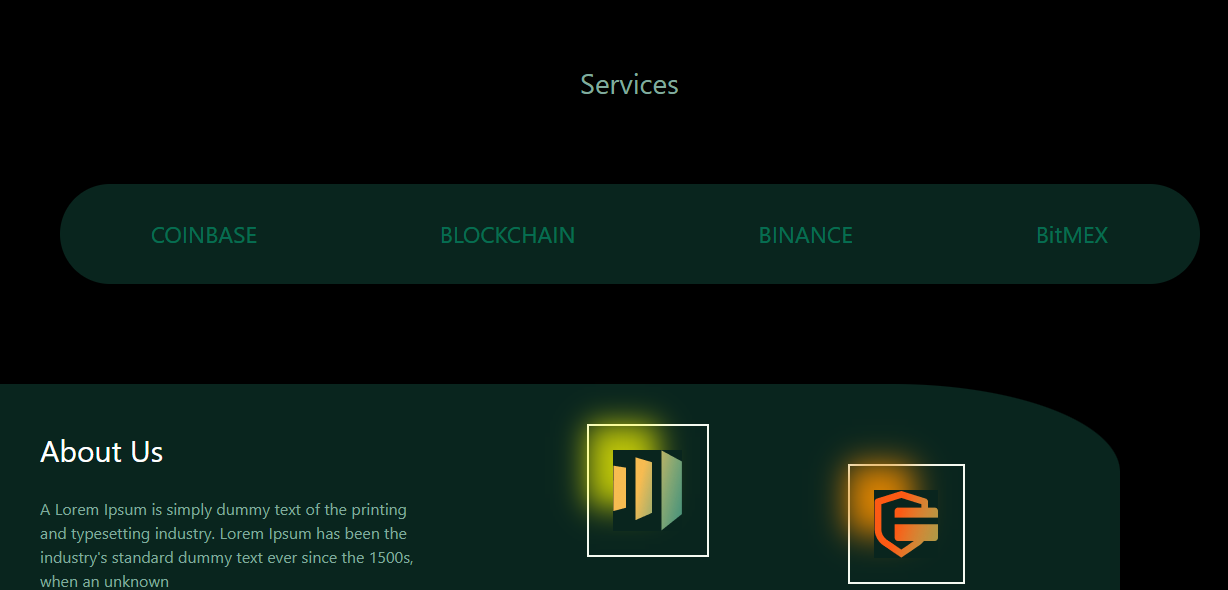 Services
COINBASE BLOCKCHAIN BINANCE BitMEX
About Us
A Lorem Ipsum is simply dummy text of the printing
and typesetting industry. Lorem Ipsum has been the
industry's standard dummy text ever since the 1500s,
when an unknown